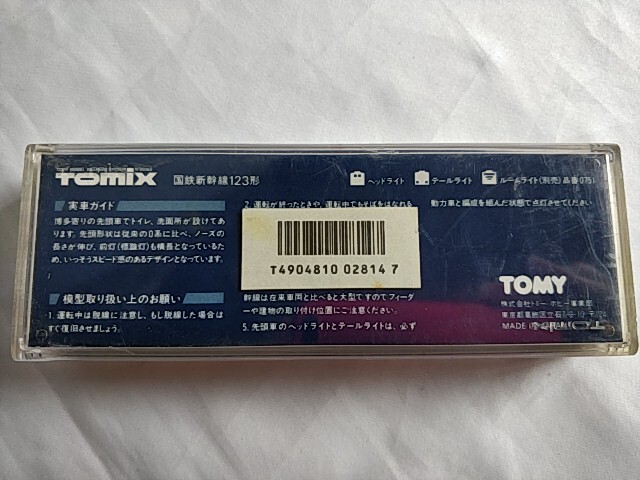 TOMIX
国鉄新幹線123形
ヘッドライト
テールライト
ルームライト(別売)品番0751
実車ガイド
博多寄りの先頭車でトイレ、洗面所が設けてあ
ります。先頭形状は従来の0系に比べ、ノーズの
長さが伸び、前灯(標識灯)も横長となっているた
め、いっそうスピード感のあるデザインとなっています。
模型取り扱い上のお願い
1.運転中は脱線に注意し、もし脱線した場合は
すぐ復旧させましょう。
2.運転が終ったときや、運転中でもそばをはなれる
T4904810 02814 7
幹線は在来車両と比べると大型ですのでフィーダ
ーや建物の取り付け位置にご注意ください。
5.先頭車のヘッドライトとテールライトは、必ず
動力車と編成を組んだ状態で点灯させてください
TOMY
株式会社トミー ホビー事業部
東京都葛飾区立石
MADE IN